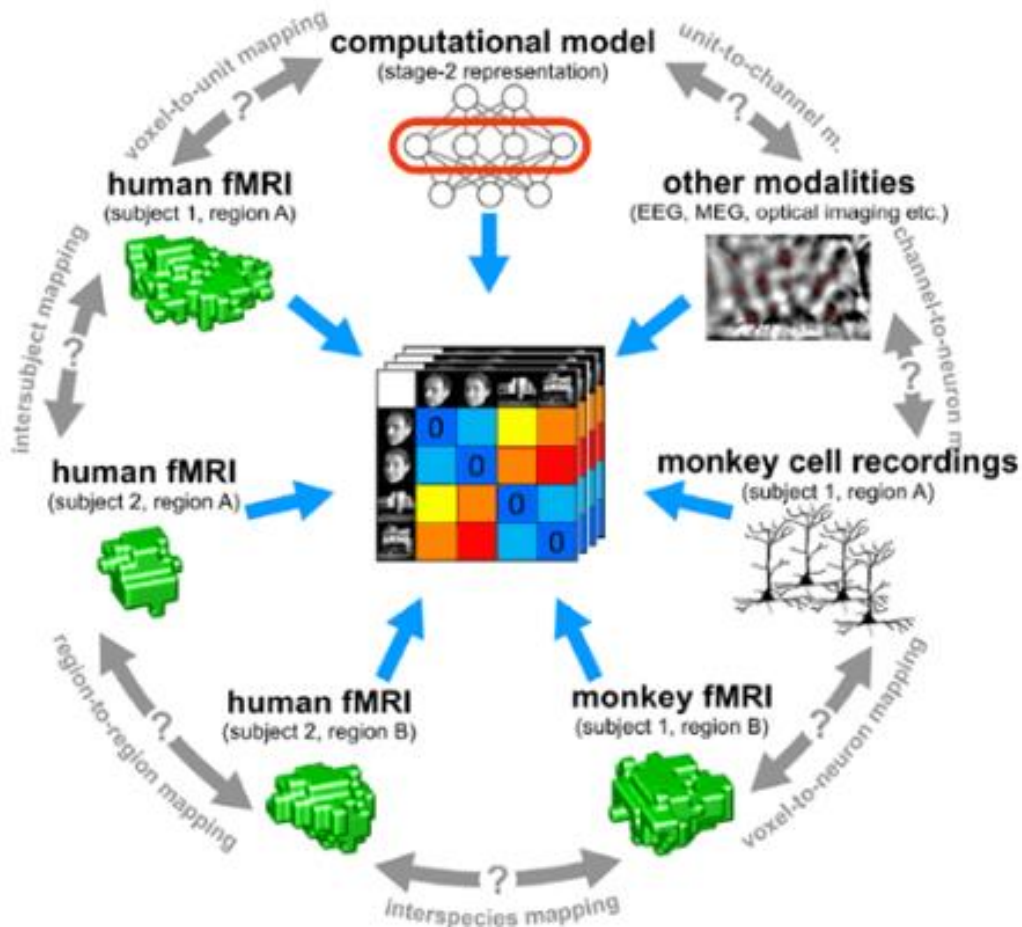 computational model
(stage-2 representation)
voxel-to-unit mapping
?
unit-to-channel m.
?
human fMRI
(subject 1, region A)
other modalities
(EEG, MEG, optical imaging etc.)
intersubject mapping
?
channel-to-neuron m
?
0
0
0
0
human fMRI
(subject 2, region A)
monkey cell recordings
(subject 1, region A)
region-to-region mapping
?
human fMRI
(subject 2, region B)
monkey fMRI
(subject 1, region B)
voxel-to-neuron mapping
?
?
interspecies mapping